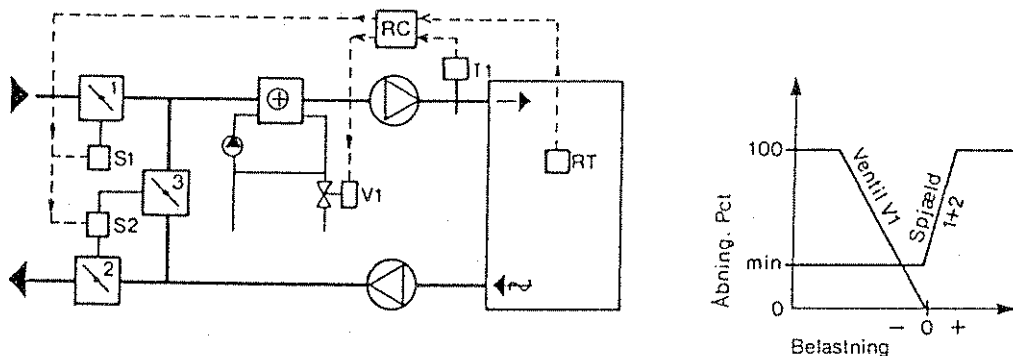 RC
1
T1
S1
3
RT
V1
S2
2
100
Ventil V1
Spjæld
1+2
min
0
Åbning. Pct
- 0 +
Belastning